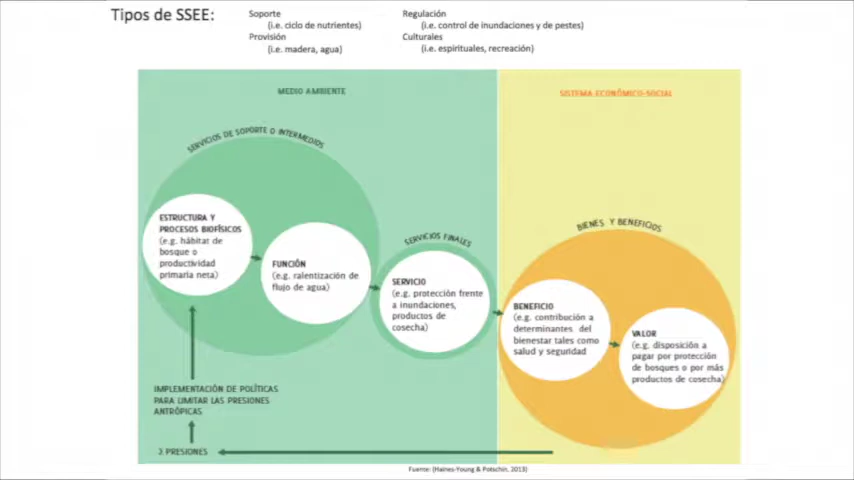 Tipos de SSEE:
Soporte
(i.e. ciclo de nutrientes)
Provisión
(i.e. madera, agua)
Regulación
(i.e. control de inundaciones y de pestes)
Culturales
(i.e. espirituales, recreación)
MEDIO AMBIENTE
SISTEMA ECONÓMICO-SOCIAL
SERVICIOS DE SOPORTE O INTERMEDIOS
ESTRUCTURA Y
PROCESOS BIOFÍSICOS
(e.g. hábitat de
bosque o
productividad
primaria neta)
FUNCIÓN
(e.g. ralentización de
flujo de agua)
SERVICIOS FINALES
SERVICIO
(e.g. protección frente
a inundaciones,
productos de
cosecha)
BIENES Y BENEFICIOS
BENEFICIO
(e.g. contribución a
determinantes del
bienestar tales como
salud y seguridad
VALOR
(e.g. disposición a
pagar por protección
de bosques o por más
productos de cosecha)
IMPLEMENTACIÓN DE POLÍTICAS
PARA LIMITAR LAS PRESIONES
ANTRÓPICAS
PRESIONES
Fuente: (Haines-Young & Potschin, 2013)